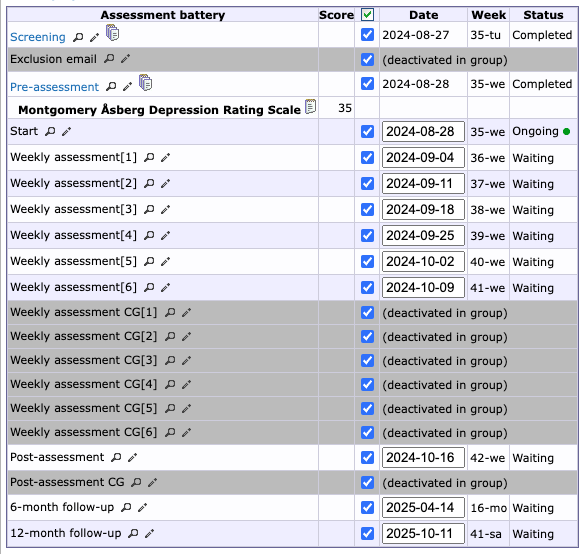 Assessment battery Score Date Week Status
Screening 2024-08-27 35-tu Completed
Exclusion email (deactivated in group)
Pre-assessment 2024-08-28 35-we Completed
Montgomery Åsberg Depression Rating Scale 35
Start 2024-08-28 35-we Ongoing
Weekly assessment[1] 2024-09-04 36-we Waiting
Weekly assessment[2] 2024-09-11 37-we Waiting
Weekly assessment[3] 2024-09-18 38-we Waiting
Weekly assessment[4] 2024-09-25 39-we Waiting
Weekly assessment[5] 2024-10-02 40-we Waiting
Weekly assessment[6] 2024-10-09 41-we Waiting
Weekly assessment CG[1] (deactivated in group)
Weekly assessment CG[2] (deactivated in group)
Weekly assessment CG[3] (deactivated in group)
Weekly assessment CG[4] (deactivated in group)
Weekly assessment CG[5] (deactivated in group)
Weekly assessment CG[6] (deactivated in group)
Post-assessment 2024-10-16 42-we Waiting
Post-assessment CG (deactivated in group)
6-month follow-up 2025-04-14 16-mo Waiting
12-month follow-up 2025-10-11 41-sa Waiting